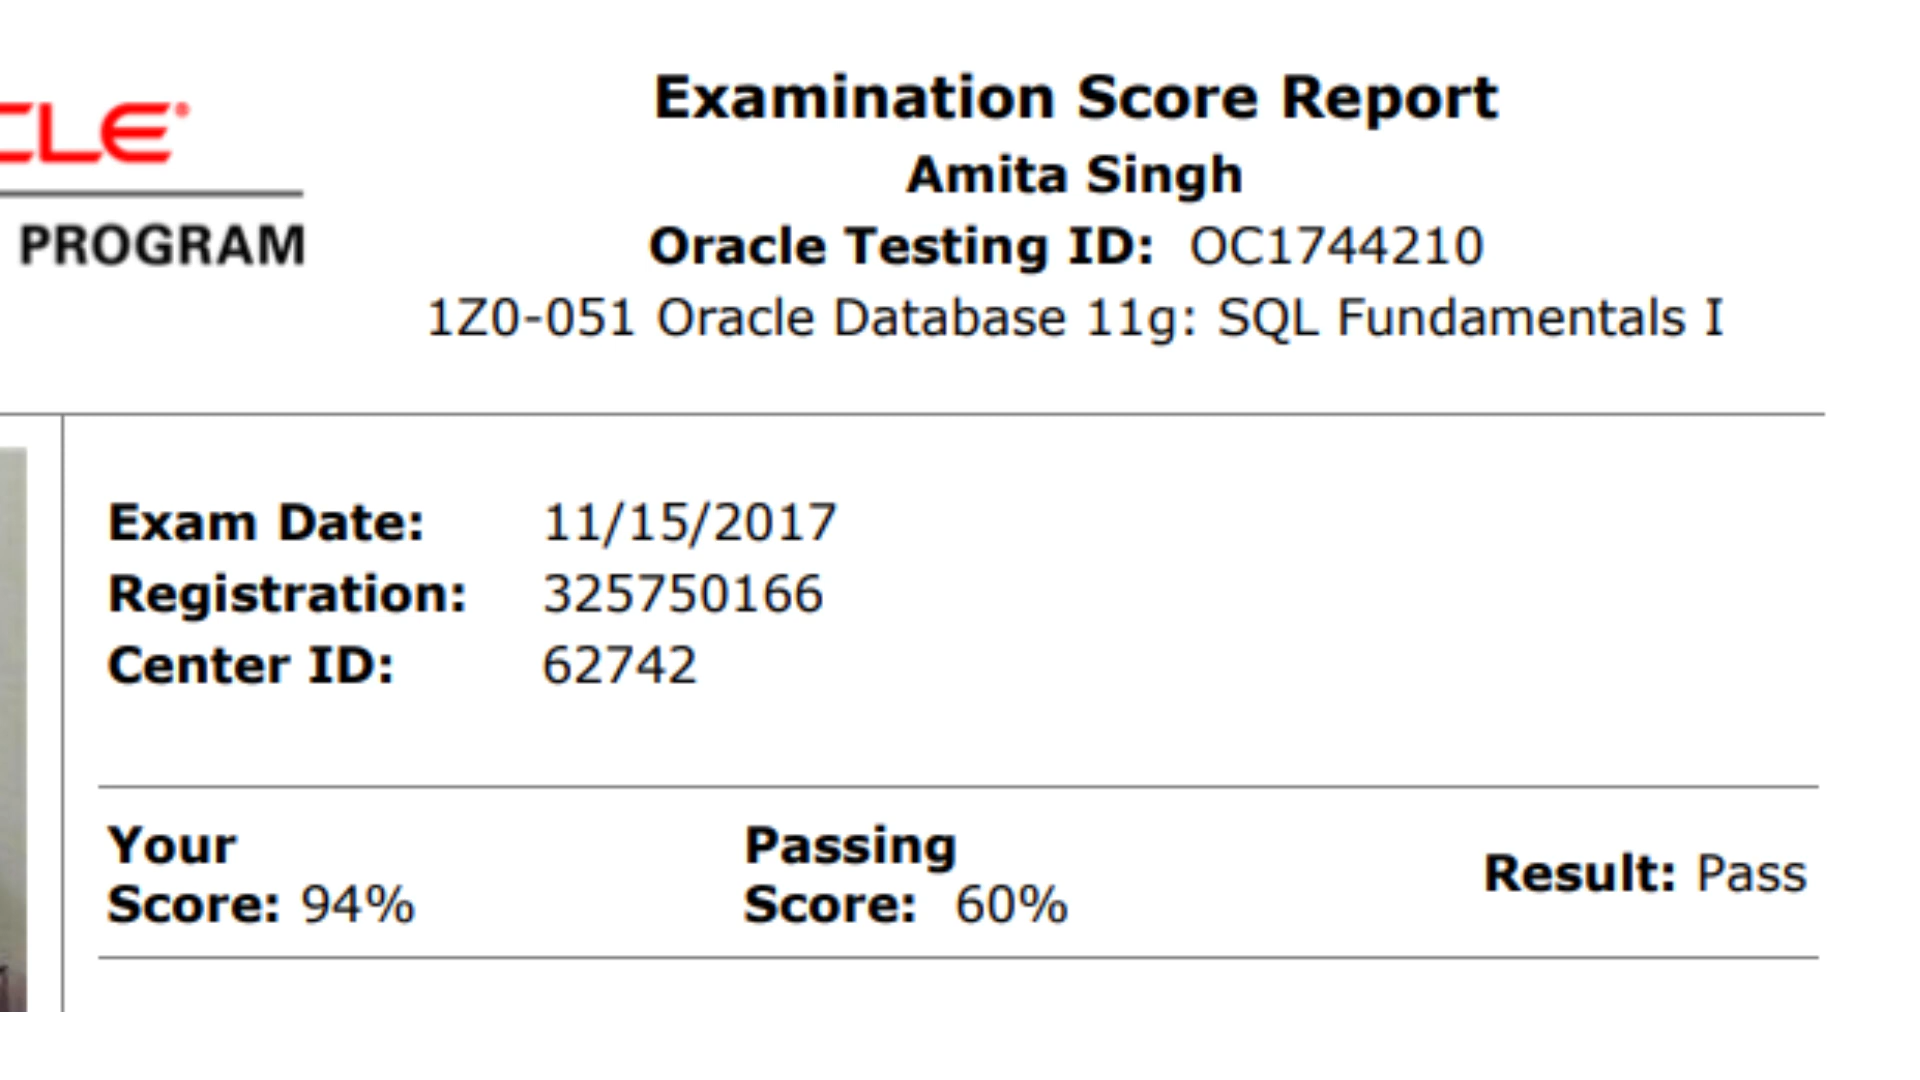 CLE
Examination Score Report
Amita Singh
Oracle Testing ID: OC1744210
PROGRAM
1Z0-051 Oracle Database 11g: SQL Fundamentals I
Exam Date: 11/15/2017
Registration: 325750166
Center ID: 62742
Your
Score: 94%
Passing
Score: 60%
Result: Pass